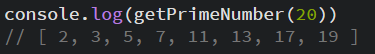 console.log(getPrimeNumber(20))
// [ 2, 3, 5, 7, 11, 13, 17, 19 ]